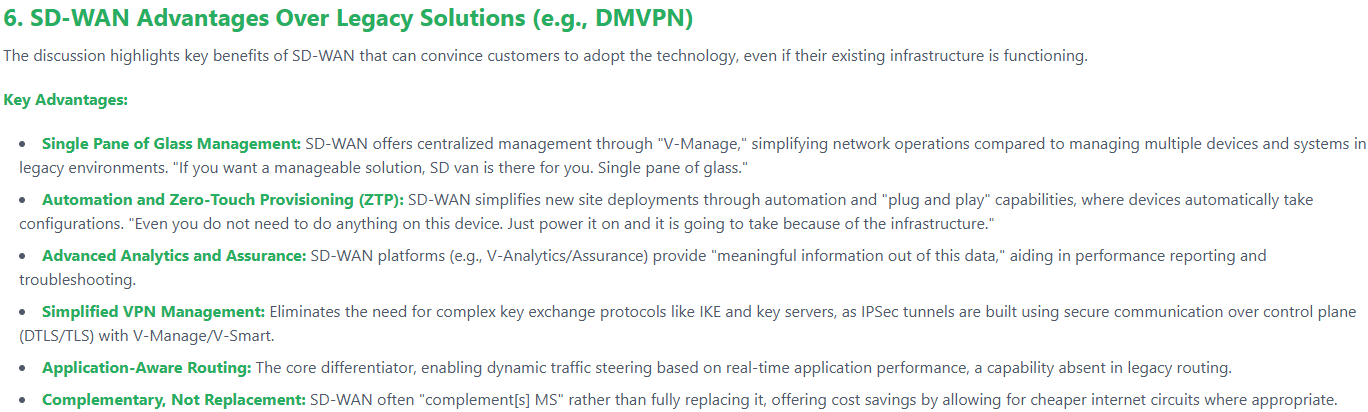 6. SD-WAN Advantages Over Legacy Solutions (e.g., DMVPN)
The discussion highlights key benefits of SD-WAN that can convince customers to adopt the technology, even if their existing infrastructure is functioning.
Key Advantages:
• Single Pane of Glass Management: SD-WAN offers centralized management through "V-Manage," simplifying network operations compared to managing multiple devices and systems in
legacy environments. "If you want a manageable solution, SD van is there for you. Single pane of glass."
• Automation and Zero-Touch Provisioning (ZTP): SD-WAN simplifies new site deployments through automation and "plug and play" capabilities, where devices automatically take
configurations. "Even you do not need to do anything on this device. Just power it on and it is going to take because of the infrastructure."
• Advanced Analytics and Assurance: SD-WAN platforms (e.g., V-Analytics/Assurance) provide "meaningful information out of this data," aiding in performance reporting and
troubleshooting.
• Simplified VPN Management: Eliminates the need for complex key exchange protocols like IKE and key servers, as IPSec tunnels are built using secure communication over control plane
(DTLS/TLS) with V-Manage/V-Smart.
• Application-Aware Routing: The core differentiator, enabling dynamic traffic steering based on real-time application performance, a capability absent in legacy routing.
• Complementary, Not Replacement: SD-WAN often "complement[s] MS" rather than fully replacing it, offering cost savings by allowing for cheaper internet circuits where appropriate.